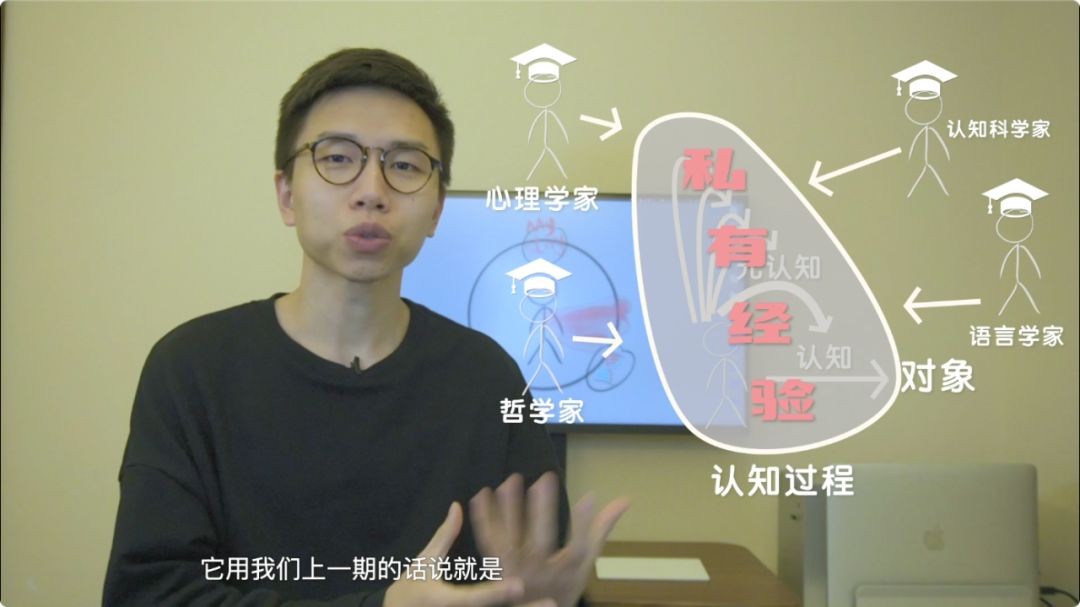 心理学家
认知科学家
私
有
元认知
语言学家
经
认知
对象
验
哲学家
认知过程
它用我们上一期的话说就是